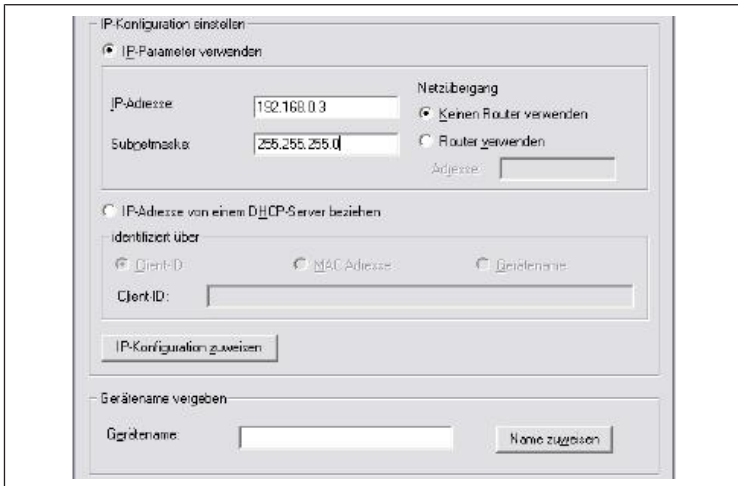 IP-Konfiguration einstellen
IP-Parameter verwenden
IP-Adresse:
192.168.0.3
Subnetmaske:
255.255.255.0
Netzübergang
Keinen Router verwenden
Router verwenden
Adresse:
IP-Adresse von einem DHCP-Server beziehen
identifiziert über
Client-ID
MAC Adresse
Gerätename
Client-ID:
IP-Konfiguration zuweisen
Gerätename vergeben
Gerätename:
Name zuweisen